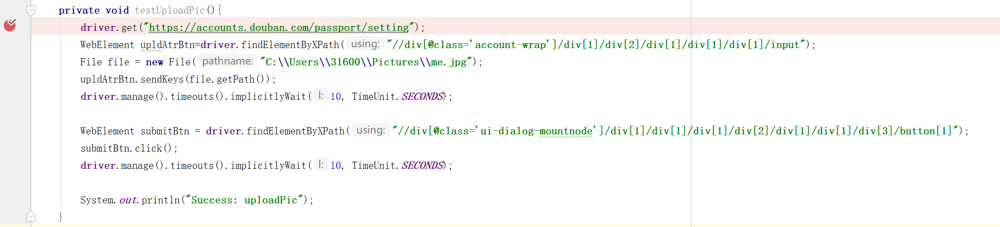 private void testUploadPic(){
driver.get("https://accounts.douban.com/passport/setting");
WebElement upldAtrBtn=driver.findElementByXPath( using: "//div[@class='account-wrap']/div[1]/div[2]/div[1]/div[1]/div[1]/input");
File file = new File( pathname: "C:\\Users\\31600\\Pictures\\me.jpg");
upldAtrBtn.sendKeys(file.getPath());
driver.manage().timeouts().implicitlyWait( l: 10, TimeUnit.SECONDS);
WebElement submitBtn = driver.findElementByXPath( using: "//div[@class='ui-dialog-mountnode']/div[1]/div[1]/div[1]/div[2]/div[1]/div[1]/div[3]/button[1]");
submitBtn.click();
driver.manage().timeouts().implicitlyWait( l: 10, TimeUnit.SECONDS);
System.out.println("Success: uploadPic");
}